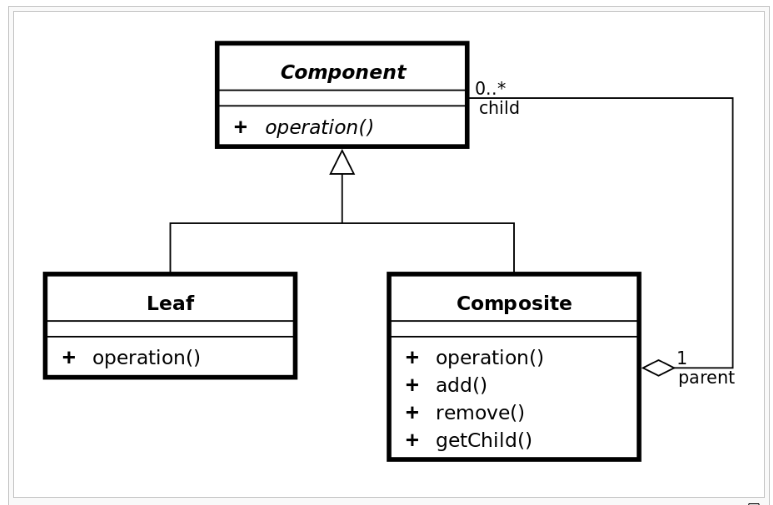 Component
+ operation()
0..*
child
Leaf
+ operation()
Composite
+ operation()
+ add()
+ remove()
+ getChild()
1
parent